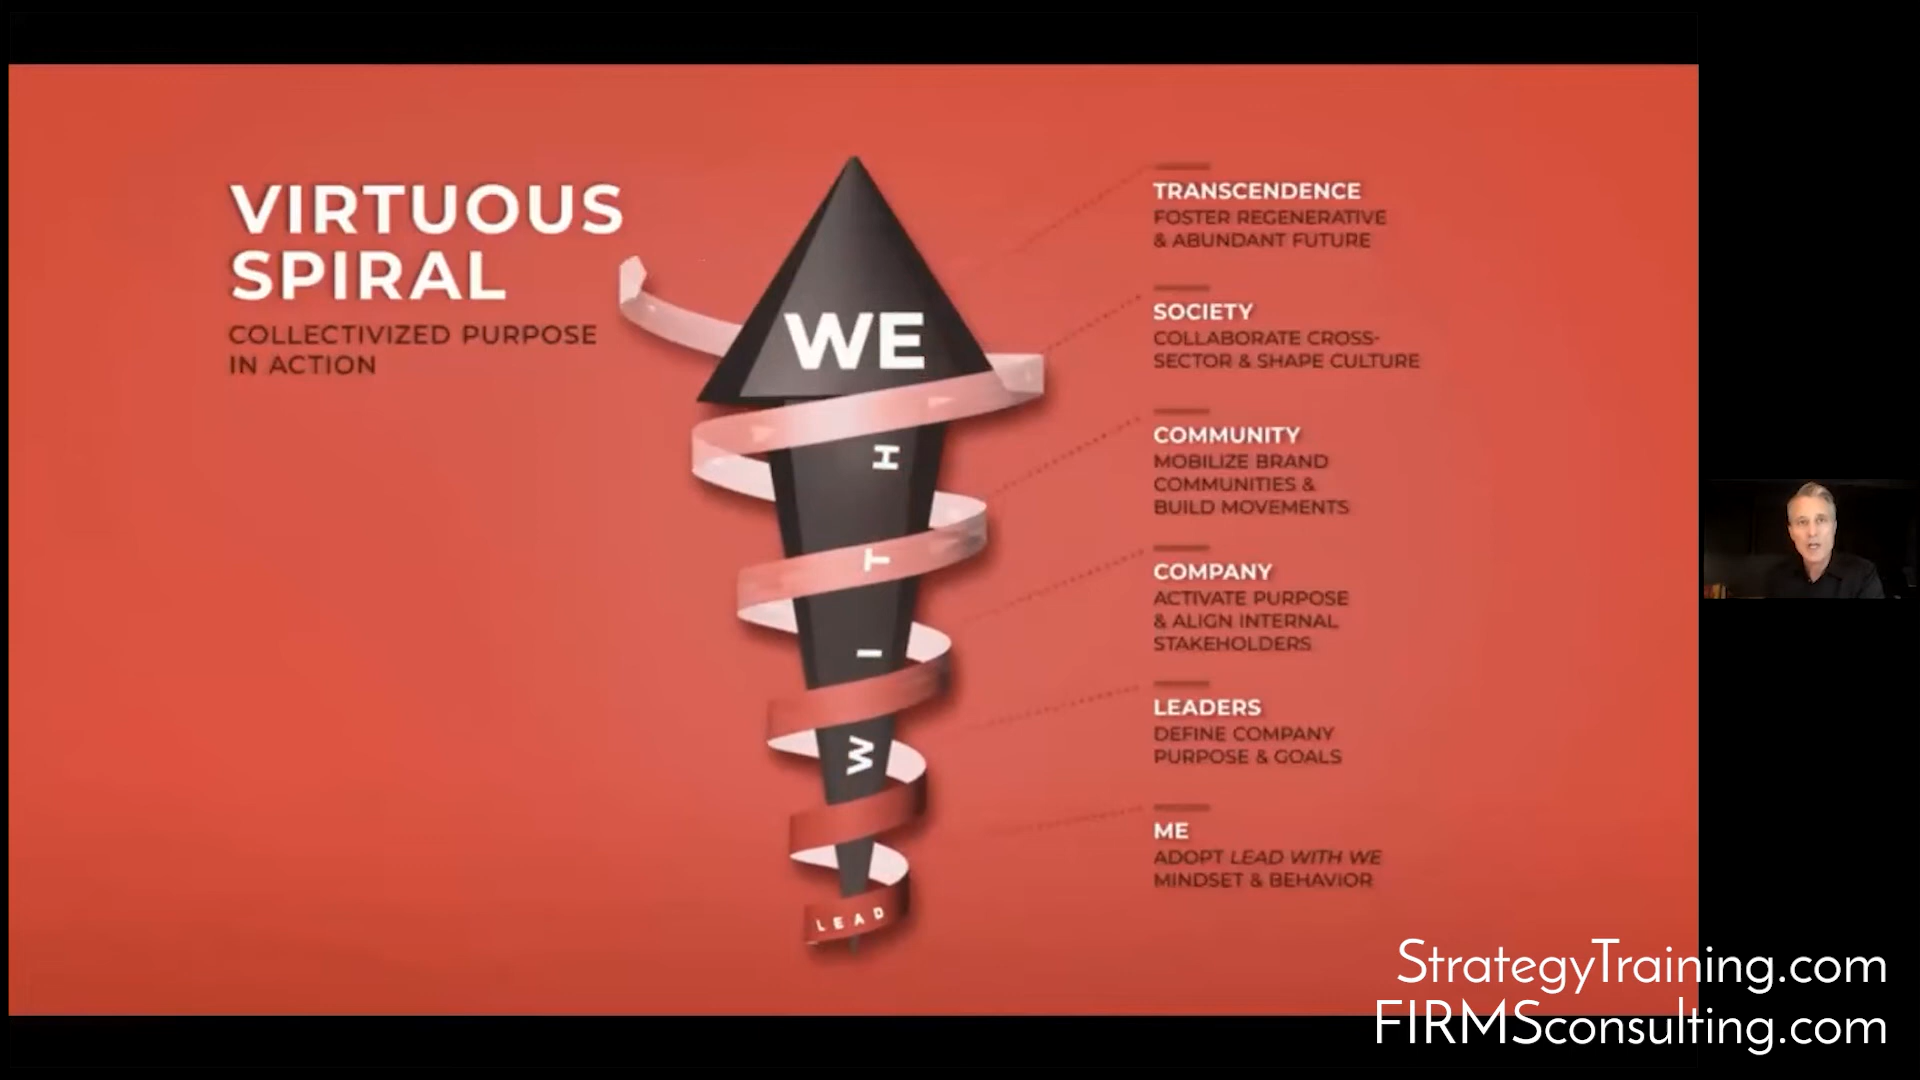 VIRTUOUS
SPIRAL
COLLECTIVIZED PURPOSE
IN ACTION
WE
H
T
I
W
LEAD
TRANSCENDENCE
FOSTER REGENERATIVE
& ABUNDANT FUTURE
SOCIETY
COLLABORATE CROSS-
SECTOR & SHAPE CULTURE
COMMUNITY
MOBILIZE BRAND
COMMUNITIES &
BUILD MOVEMENTS
COMPANY
ACTIVATE PURPOSE
& ALIGN INTERNAL
STAKEHOLDERS
LEADERS
DEFINE COMPANY
PURPOSE & GOALS
ME
ADOPT LEAD WITH WE
MINDSET & BEHAVIOR
StrategyTraining.com
FIRMSconsulting.com